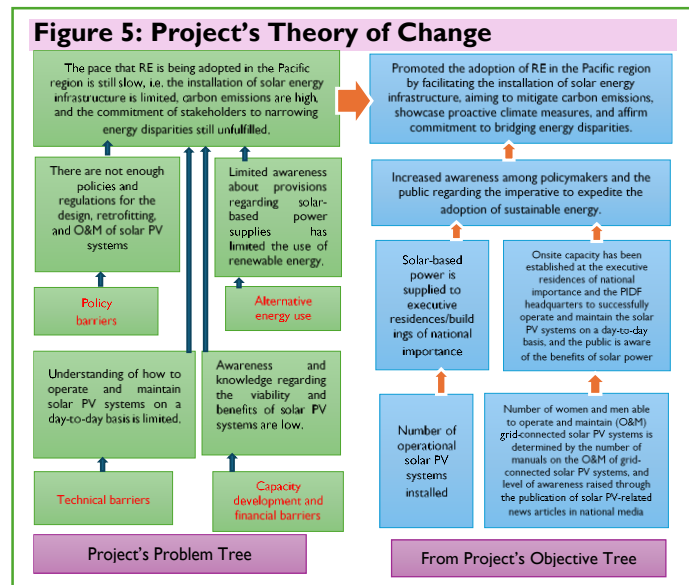 Figure 5: Project's Theory of Change
The pace that RE is being adopted in the Pacific
region is still slow, i.e. the installation of solar energy
infrastructure is limited, carbon emissions are high,
and the commitment of stakeholders to narrowing
energy disparities still unfulfilled.
There are not enough
policies and
regulations for the
design, retrofitting,
and O&M of solar PV
systems
Limited awareness
about provisions
regarding solar-
based power
supplies has
limited the use of
renewable energy.
Policy
barriers
Alternative
energy use
Understanding of how to
operate and maintain
solar PV systems on a
day-to-day basis is limited.
Awareness and
knowledge regarding
the viability and
benefits of solar PV
systems are low.
Technical barriers
Capacity
development and
financial barriers
Project's Problem Tree
Promoted the adoption of RE in the Pacific region
by facilitating the installation of solar energy
infrastructure, aiming to mitigate carbon emissions,
showcase proactive climate measures, and affirm
commitment to bridging energy disparities.
Increased awareness among policymakers and the
public regarding the imperative to expedite the
adoption of sustainable energy.
Solar-based
power is
supplied to
executive
residences/build
ings of national
importance
Onsite capacity has been
established at the executive
residences of national
importance and the PIDF
headquarters to successfully
operate and maintain the solar
PV systems on a day-to-day
basis, and the public is aware
of the benefits of solar power
Number of
operational
solar PV
systems
installed
Number of women and men able
to operate and maintain (O&M)
grid-connected solar PV systems is
determined by the number of
manuals on the O&M of grid-
connected solar PV systems, and
level of awareness raised through
the publication of solar PV-related
news articles in national media
From Project's Objective Tree